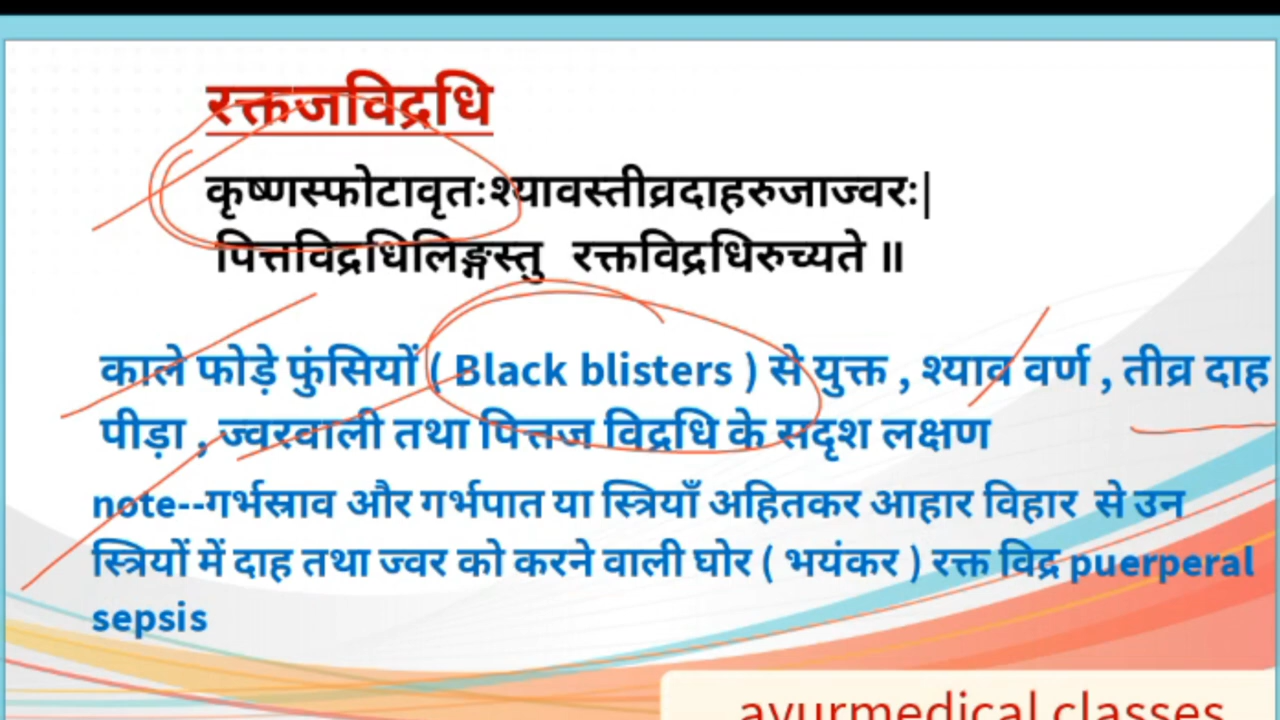 रक्तजविद्रधि
कृष्णस्फोटावृतःश्यावस्तीव्रदाहरुजाज्वरः|
पित्तविद्रधिलिङ्गस्तु रक्तविद्रधिरुच्यते ॥
काले फोड़े फुंसियों ( Black blisters ) से युक्त , श्याव वर्ण , तीव्र दाह
पीड़ा , ज्वरवाली तथा पित्तज विद्रधि के सदृश लक्षण
note--गर्भस्राव और गर्भपात या स्त्रियाँ अहितकर आहार विहार से उन
स्त्रियों में दाह तथा ज्वर को करने वाली घोर ( भयंकर ) रक्त विद्र puerperal
sepsis
ayurmedical classes